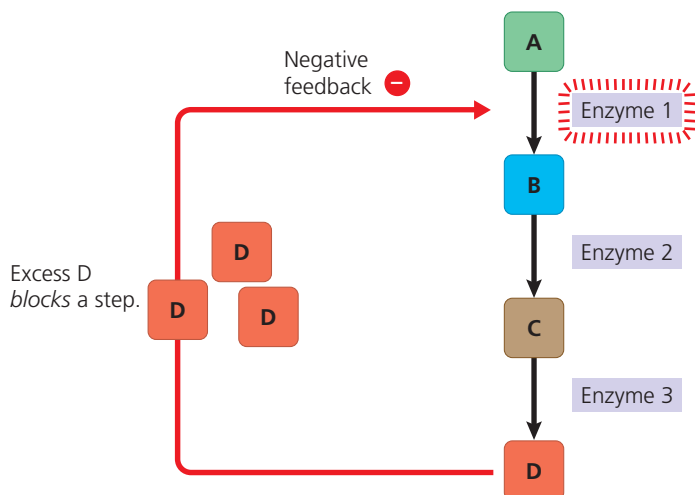 A
Negative
feedback
–
Enzyme 1
B
D
Enzyme 2
Excess D
blocks a step.
D
D
C
Enzyme 3
D